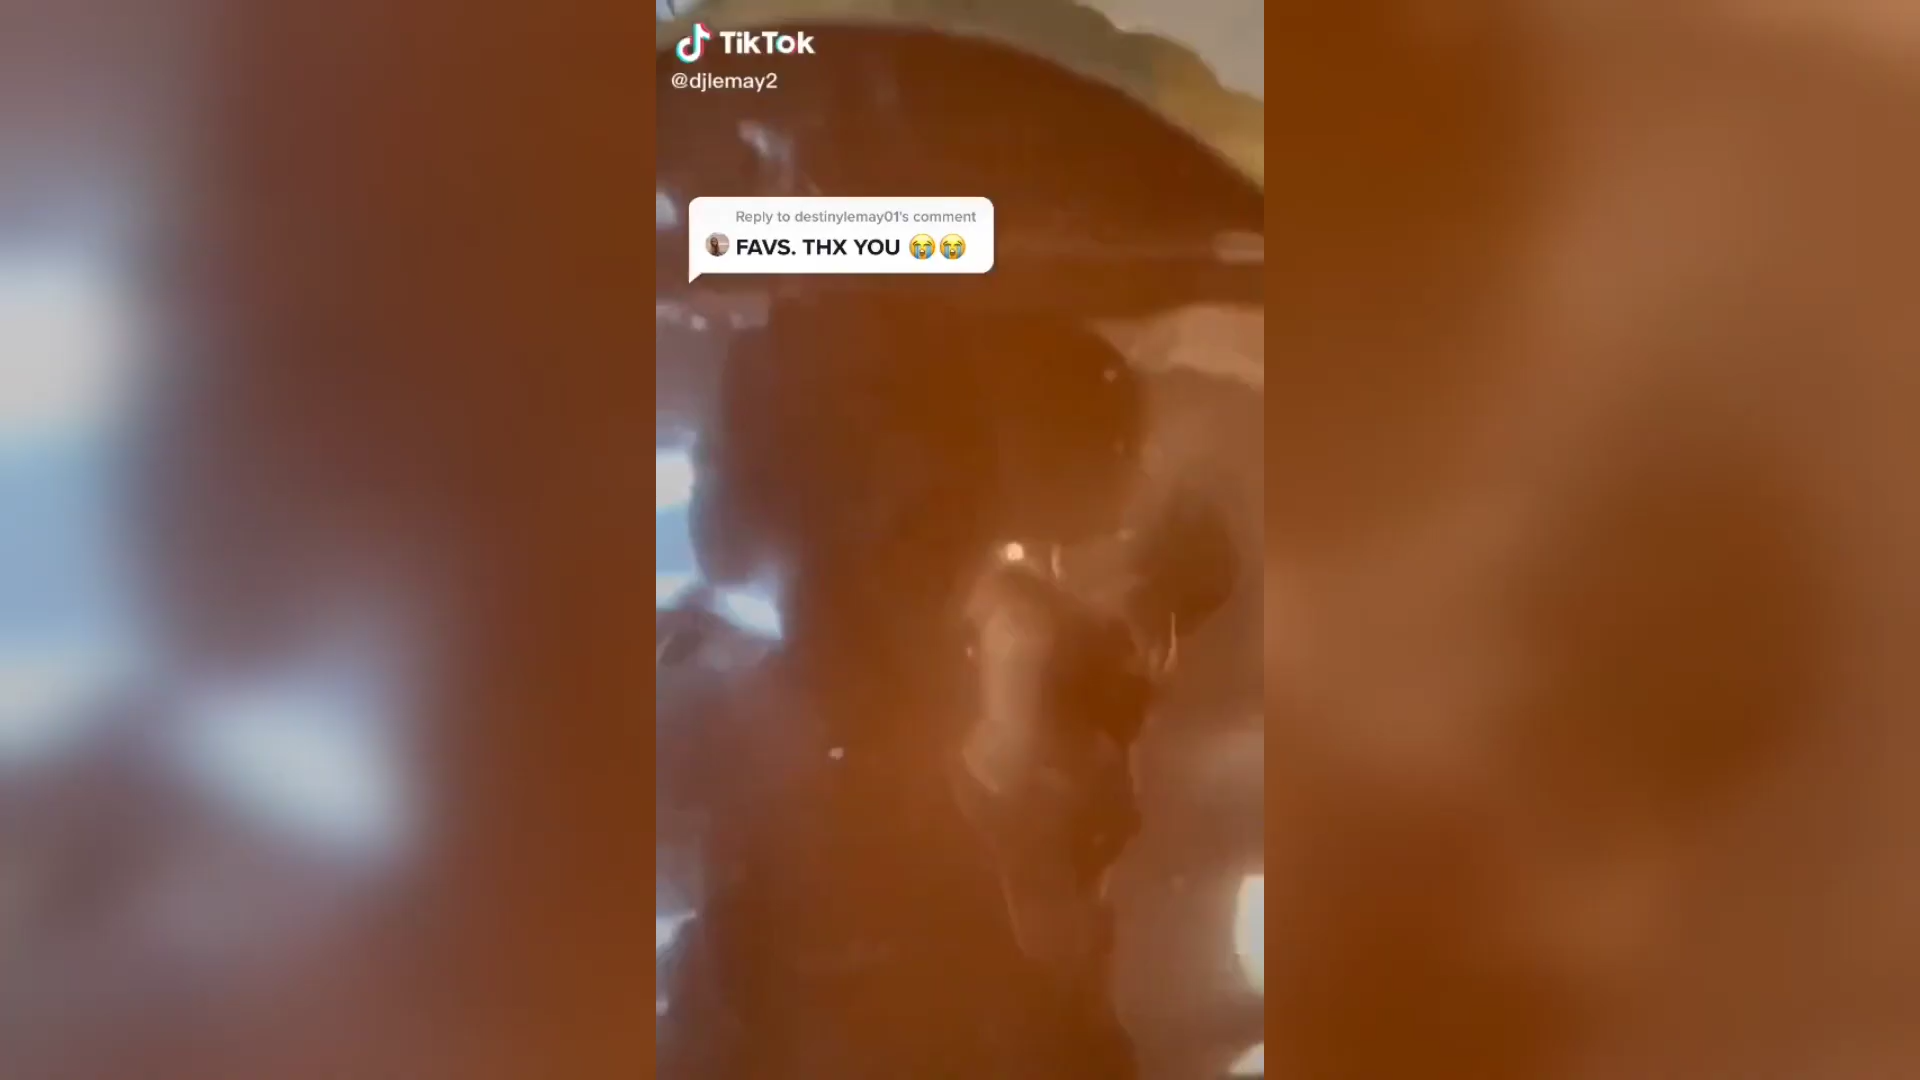 TikTok
@djlemay2
Reply to destinylemay01's comment
FAVS. THX YOU 😭😭